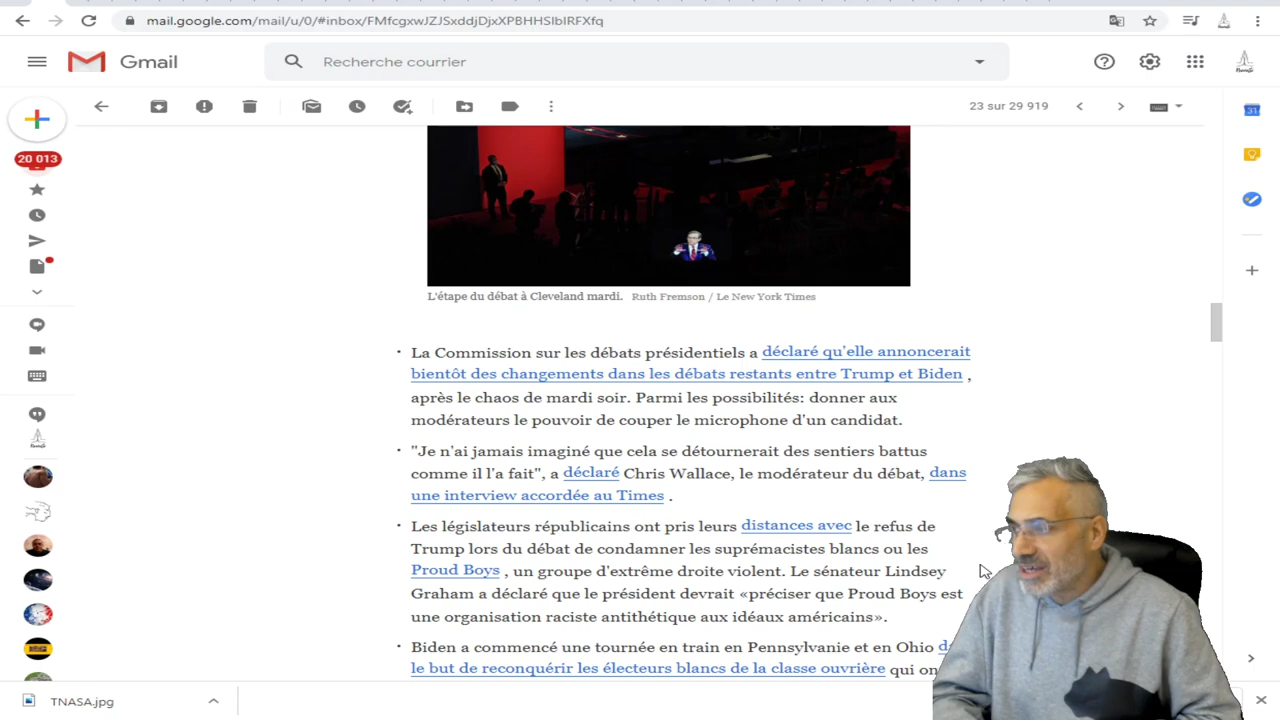 mail.google.com/mail/u/0/#inbox/FMfcgxwJZJSxddjDjxXPBHHSlblRFXfq
Gmail
Recherche courrier
23 sur 29 919
20 013
31
L'étape du débat à Cleveland mardi. Ruth Fremson / Le New York Times
• La Commission sur les débats présidentiels a déclaré qu'elle annoncerait
bientôt des changements dans les débats restants entre Trump et Biden ,
après le chaos de mardi soir. Parmi les possibilités: donner aux
modérateurs le pouvoir de couper le microphone d'un candidat.
• "Je n'ai jamais imaginé que cela se détournerait des sentiers battus
comme il l'a fait", a déclaré Chris Wallace, le modérateur du débat, dans
une interview accordée au Times .
• Les législateurs républicains ont pris leurs distances avec le refus de
Trump lors du débat de condamner les suprémacistes blancs ou les
Proud Boys , un groupe d'extrême droite violent. Le sénateur Lindsey
Graham a déclaré que le président devrait «préciser que Proud Boys est
une organisation raciste antithétique aux idéaux américains».
• Biden a commencé une tournée en train en Pennsylvanie et en Ohio
le but de reconquérir les électeurs blancs de la classe ouvrière qui
TNASA.jpg